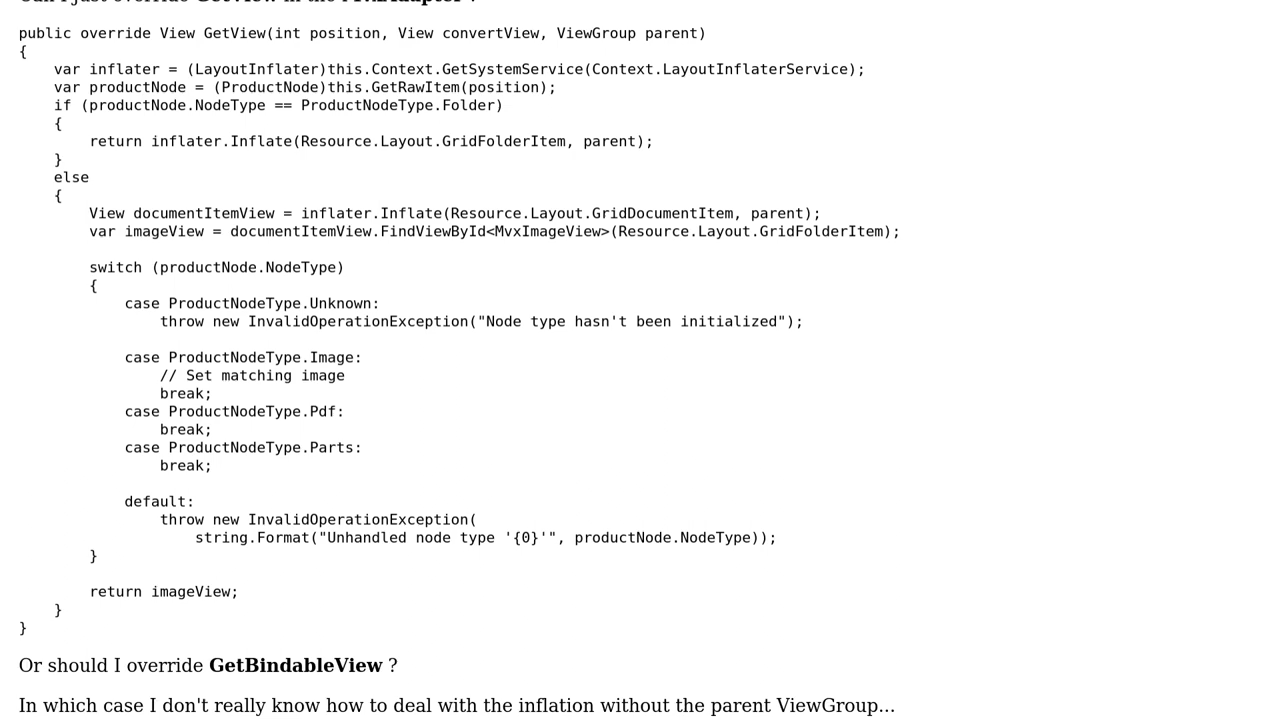 public override View GetView(int position, View convertView, ViewGroup parent)
{
    var inflater = (LayoutInflater)this.Context.GetSystemService(Context.LayoutInflaterService);
    var productNode = (ProductNode)this.GetRawItem(position);
    if (productNode.NodeType == ProductNodeType.Folder)
    {
        return inflater.Inflate(Resource.Layout.GridFolderItem, parent);
    }
    else
    {
        View documentItemView = inflater.Inflate(Resource.Layout.GridDocumentItem, parent);
        var imageView = documentItemView.FindViewById<MvxImageView>(Resource.Layout.GridFolderItem);

        switch (productNode.NodeType)
        {
            case ProductNodeType.Unknown:
                throw new InvalidOperationException("Node type hasn't been initialized");

            case ProductNodeType.Image:
                // Set matching image
                break;
            case ProductNodeType.Pdf:
                break;
            case ProductNodeType.Parts:
                break;

            default:
                throw new InvalidOperationException(
                    string.Format("Unhandled node type '{0}'", productNode.NodeType));
        }

        return imageView;
    }
}
Or should I override GetBindableView ?
In which case I don't really know how to deal with the inflation without the parent ViewGroup...